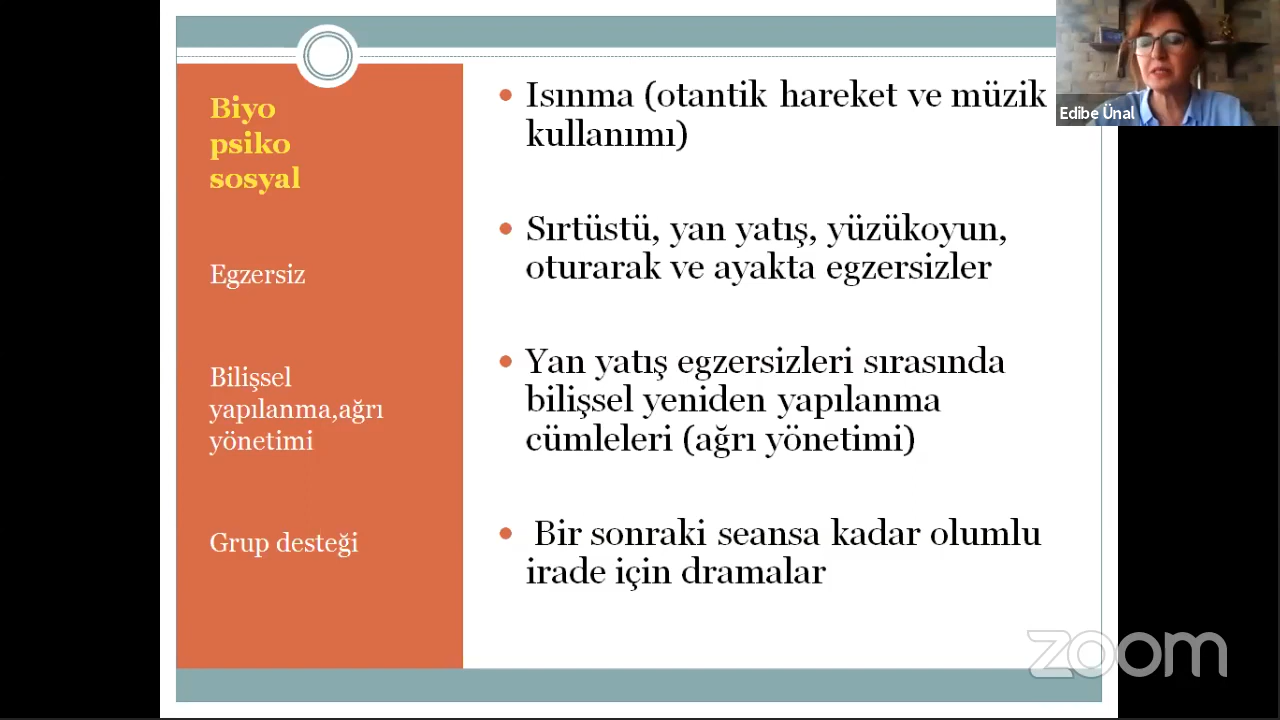 Biyo
psiko
sosyal
Egzersiz
Bilişsel
yapılanma,ağrı
yönetimi
Grup desteği
• Isınma (otantik hareket ve müzik
kullanımı)
• Sırtüstü, yan yatış, yüzükoyun,
oturarak ve ayakta egzersizler
• Yan yatış egzersizleri sırasında
bilişsel yeniden yapılanma
cümleleri (ağrı yönetimi)
• Bir sonraki seansa kadar olumlu
irade için dramalar
Edibe Ünal
zoom